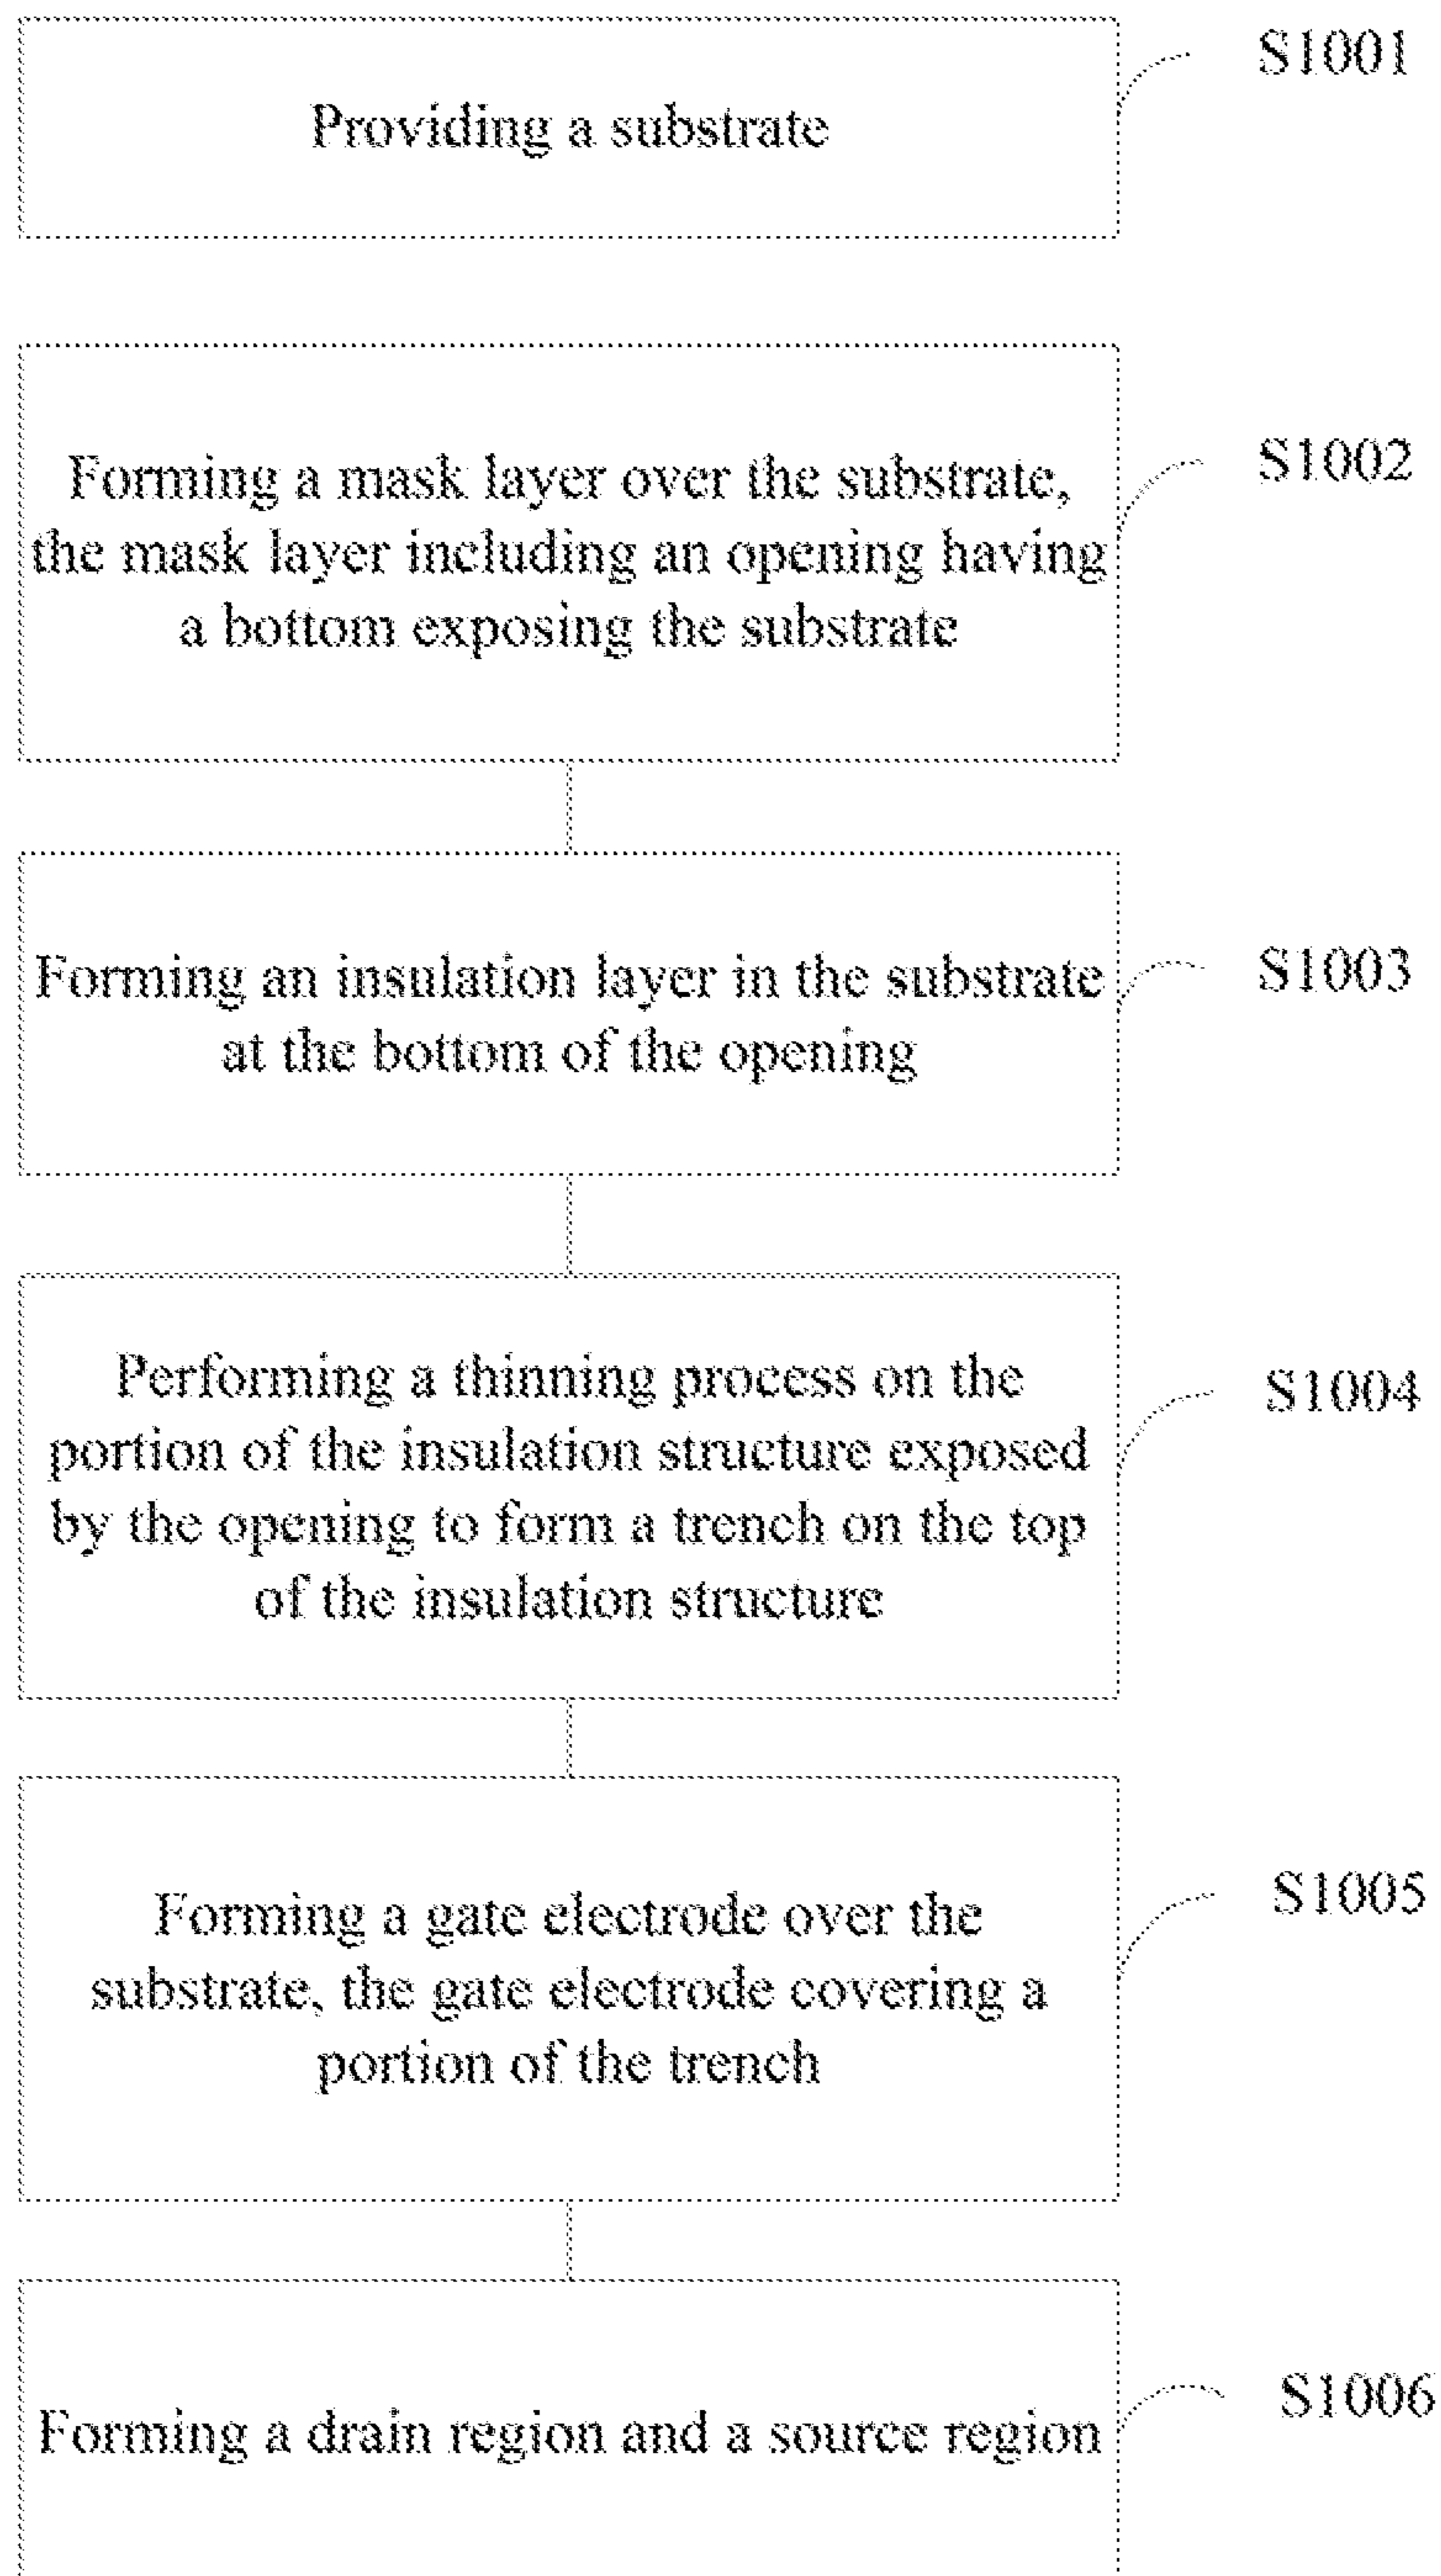 S1001
Providing a substrate
S1002
Forming a mask layer over the substrate,
the mask layer including an opening having
a bottom exposing the substrate
S1003
Forming an insulation layer in the substrate
at the bottom of the opening
S1004
Performing a thinning process on the
portion of the insulation structure exposed
by the opening to form a trench on the top
of the insulation structure
S1005
Forming a gate electrode over the
substrate, the gate electrode covering a
portion of the trench
S1006
Forming a drain region and a source region